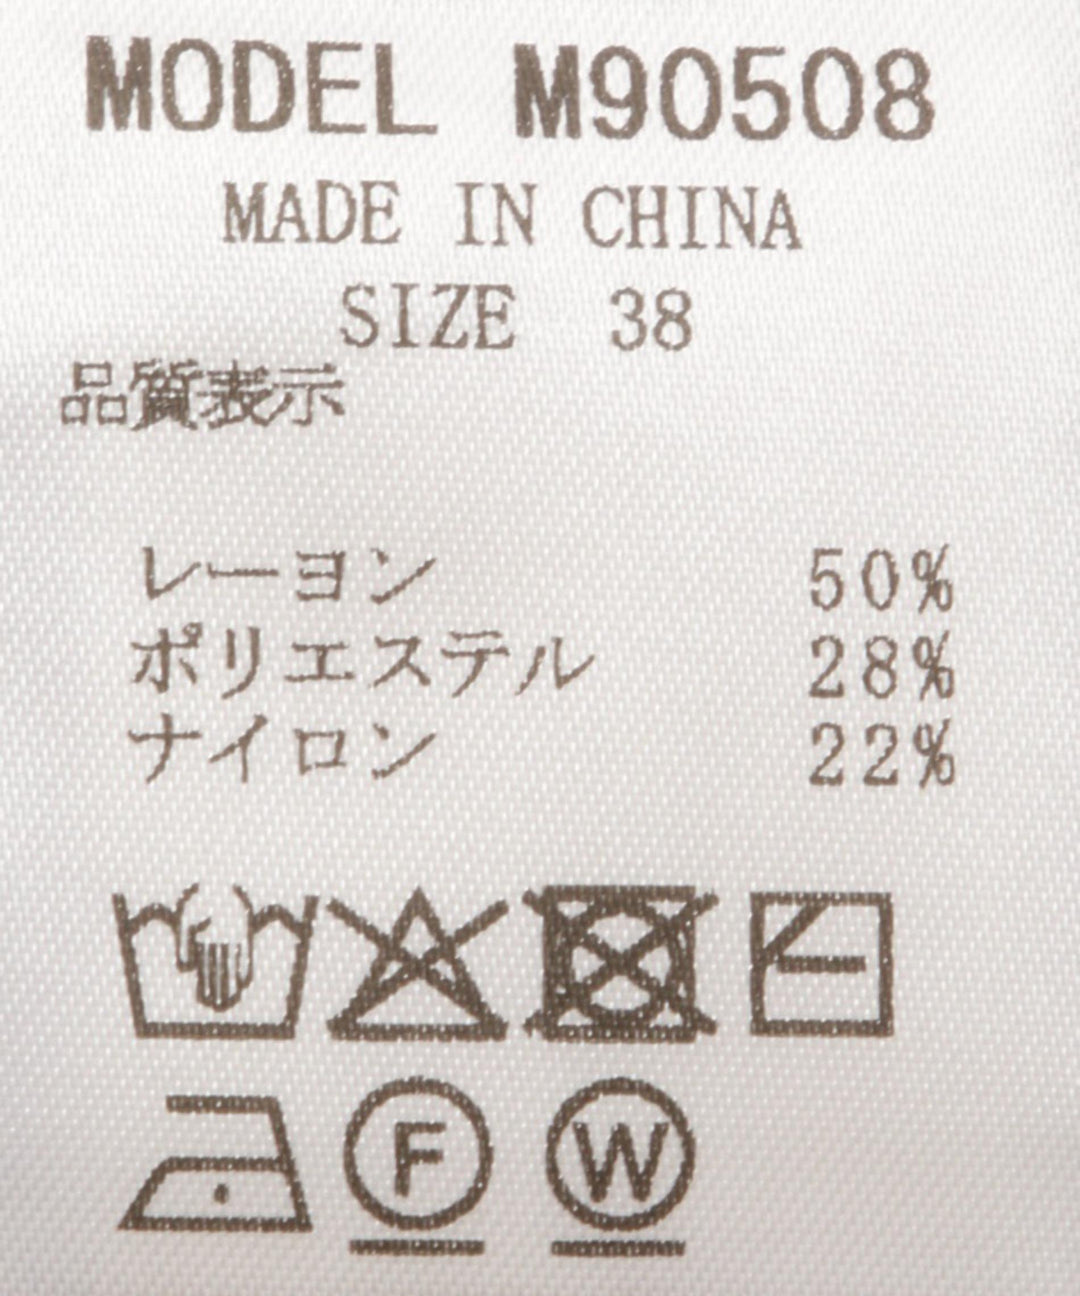 MODEL M90508
MADE IN CHINA
SIZE 38
品質表示
レーヨン 50%
ポリエステル 28%
ナイロン 22%
F W